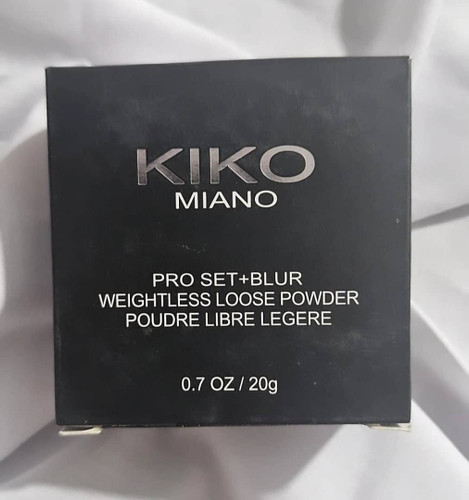 KIKO
MIANO
PRO SET+BLUR
WEIGHTLESS LOOSE POWDER
POUDRE LIBRE LEGERE
0.7 OZ / 20g